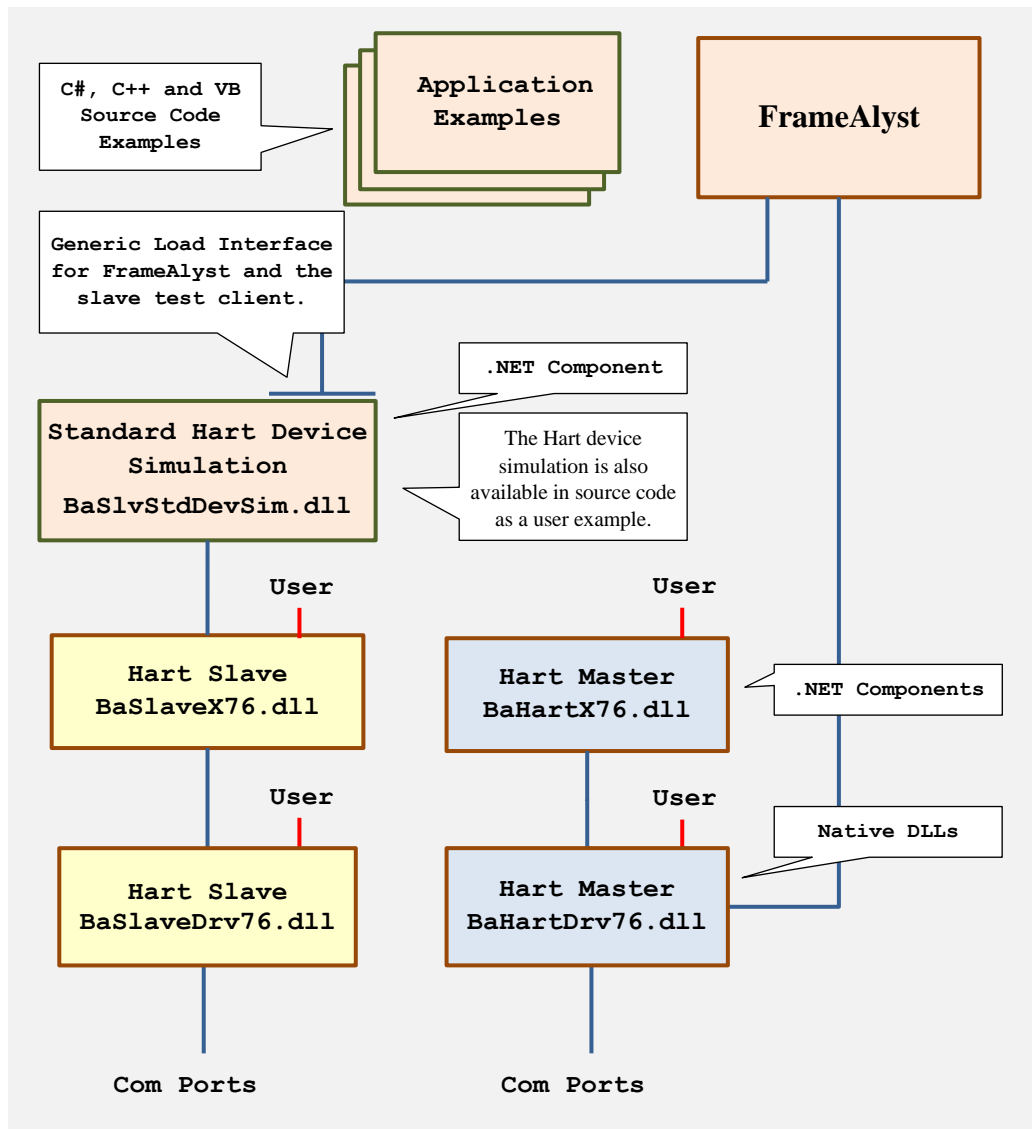 C#, C++ and VB
Source Code
Examples
Application
Examples
FrameAlyst
Generic Load Interface
for FrameAlyst and the
slave test client.
.NET Component
Standard Hart Device
Simulation
BaSlvStdDevSim.dll
The Hart device
simulation is also
available in source code
as a user example.
User
User
Hart Slave
BaSlaveX76.dll
Hart Master
BaHartX76.dll
.NET Components
User
User
Native DLLs
Hart Slave
BaSlaveDrv76.dll
Hart Master
BaHartDrv76.dll
Com Ports
Com Ports